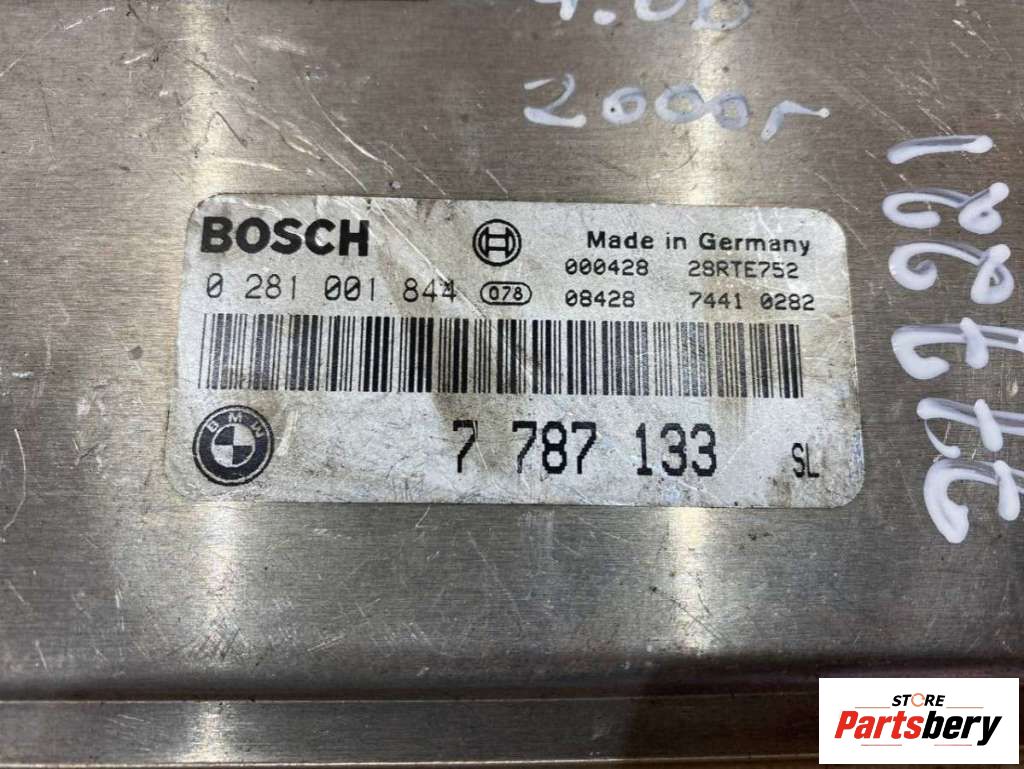 2000г
BOSCH
Made in Germany
0 281 001 844 078
000428 28RTE752
08428 7441 0282
BMW
7 787 133 SL
STORE
Partsbery